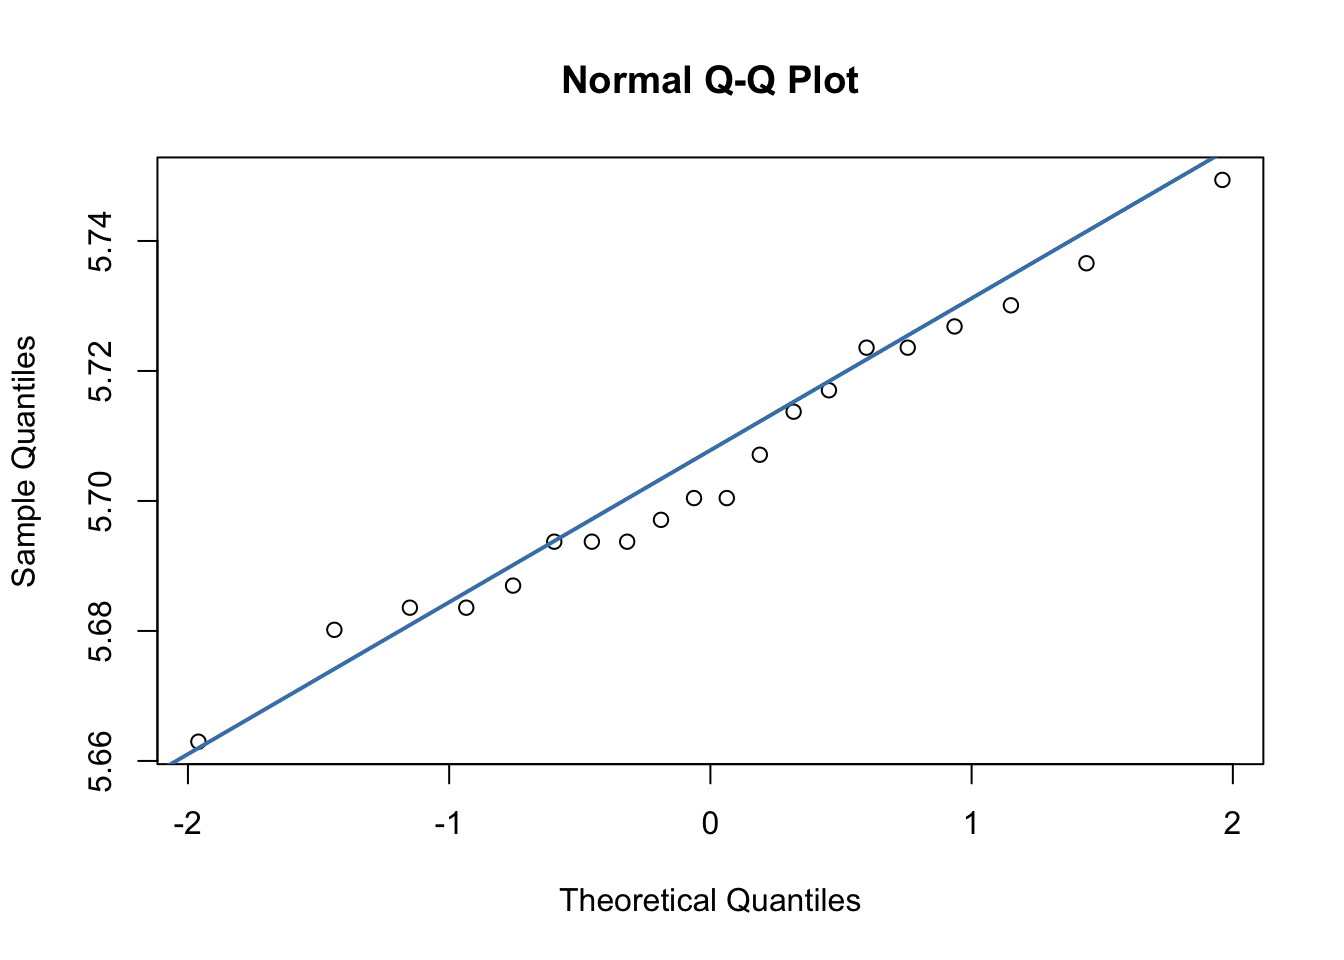 Normal Q-Q Plot
Sample Quantiles
5.74
5.72
5.70
5.68
5.66
-2 -1 0 1 2
Theoretical Quantiles